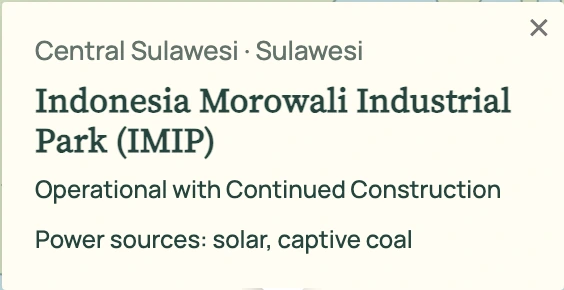 Central Sulawesi · Sulawesi
Indonesia Morowali Industrial
Park (IMIP)
Operational with Continued Construction
Power sources: solar, captive coal